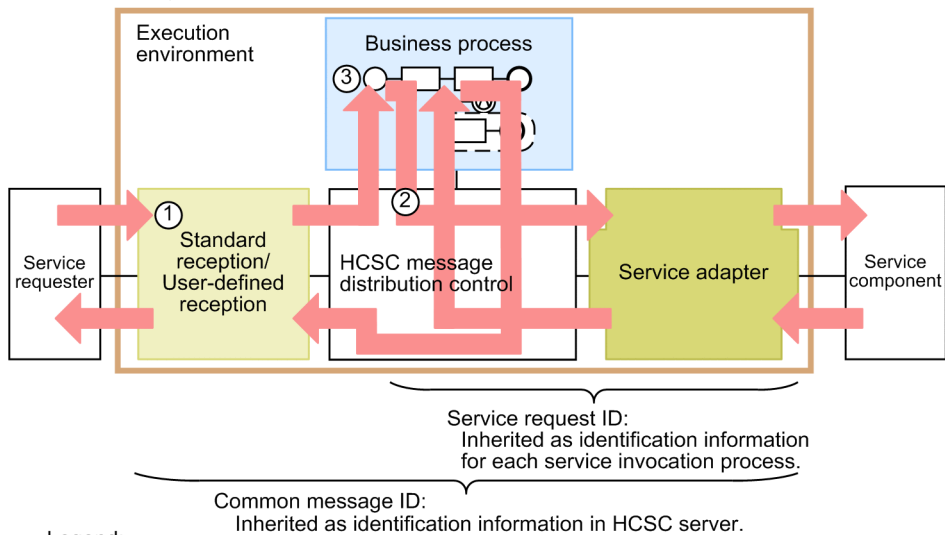 Execution
environment
Business process
3
2
1
Standard
reception/
User-defined
reception
Service
requester
HCSC message
distribution control
Service adapter
Service
component
Service request ID:
Inherited as identification information
for each service invocation process.
Common message ID:
Inherited as identification information in HCSC server.